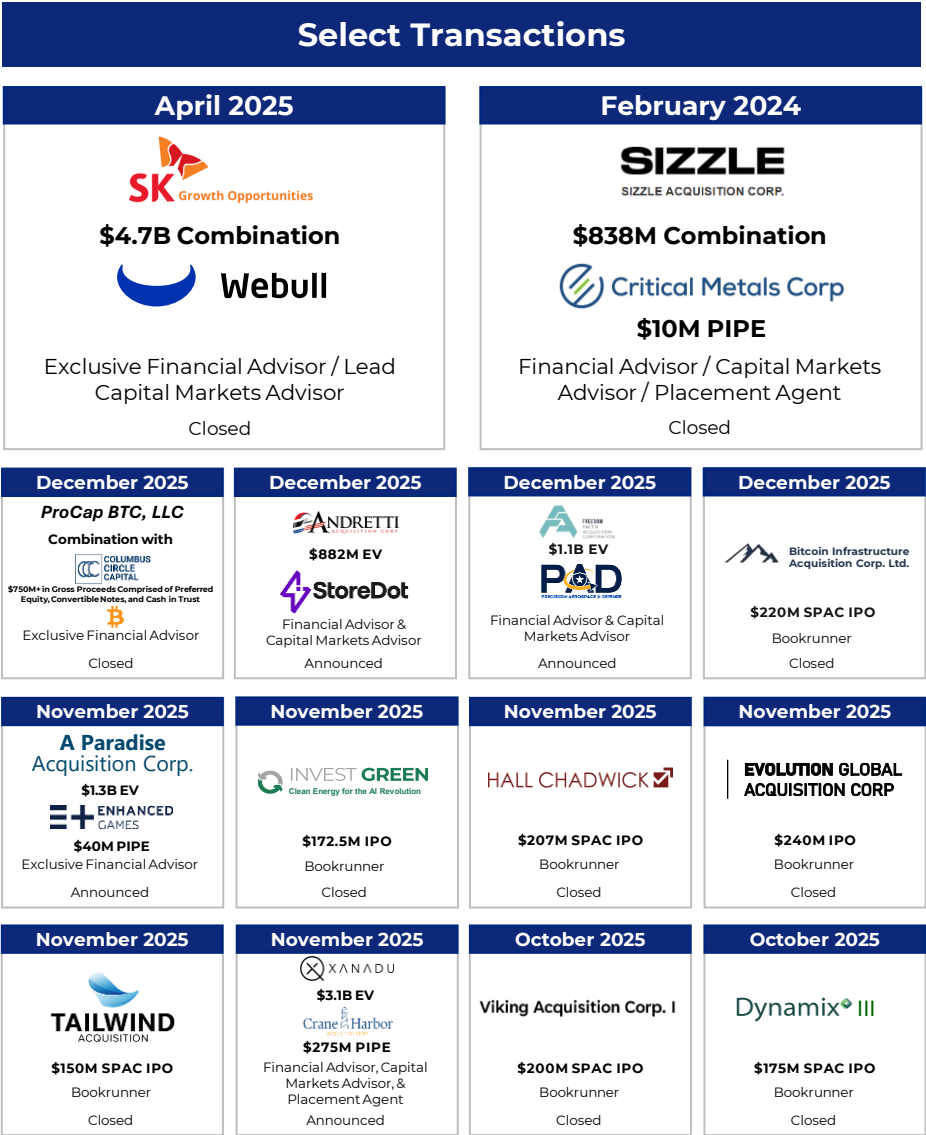 Select Transactions
April 2025
SK Growth Opportunities
$4.7B Combination
Webull
Exclusive Financial Advisor / Lead
Capital Markets Advisor
Closed
February 2024
SIZZLE
SIZZLE ACQUISITION CORP.
$838M Combination
Critical Metals Corp
$10M PIPE
Financial Advisor / Capital Markets
Advisor / Placement Agent
Closed
December 2025
ProCap BTC, LLC
Combination with
CCC
COLUMBUS
CIRCLE
CAPITAL
$750M+ in Gross Proceeds Comprised of Preferred
Equity, Convertible Notes, and Cash in Trust
Exclusive Financial Advisor
Closed
December 2025
ANDRETTI
ACQUISITION CORP
$882M EV
StoreDot
Financial Advisor &
Capital Markets Advisor
Announced
December 2025
FREEDOM
ACQUISITION
CORPORATION
$1.1B EV
PAD
PRECISION AEROSPACE & DEFENSE
Financial Advisor & Capital
Markets Advisor
Announced
December 2025
Bitcoin Infrastructure
Acquisition Corp. Ltd.
$220M SPAC IPO
Bookrunner
Closed
November 2025
A Paradise
Acquisition Corp.
$1.3B EV
ENHANCED
GAMES
$40M PIPE
Exclusive Financial Advisor
Announced
November 2025
INVEST GREEN
Clean Energy for the AI Revolution
$172.5M IPO
Bookrunner
Closed
November 2025
HALL CHADWICK
$207M SPAC IPO
Bookrunner
Closed
November 2025
EVOLUTION GLOBAL
ACQUISITION CORP
$240M IPO
Bookrunner
Closed
November 2025
TAILWIND
ACQUISITION
$150M SPAC IPO
Bookrunner
Closed
November 2025
XANADU
$3.1B EV
Crane Harbor
$275M PIPE
Financial Advisor, Capital
Markets Advisor, &
Placement Agent
Announced
October 2025
Viking Acquisition Corp. I
$200M SPAC IPO
Bookrunner
Closed
October 2025
Dynamix III
$175M SPAC IPO
Bookrunner
Closed